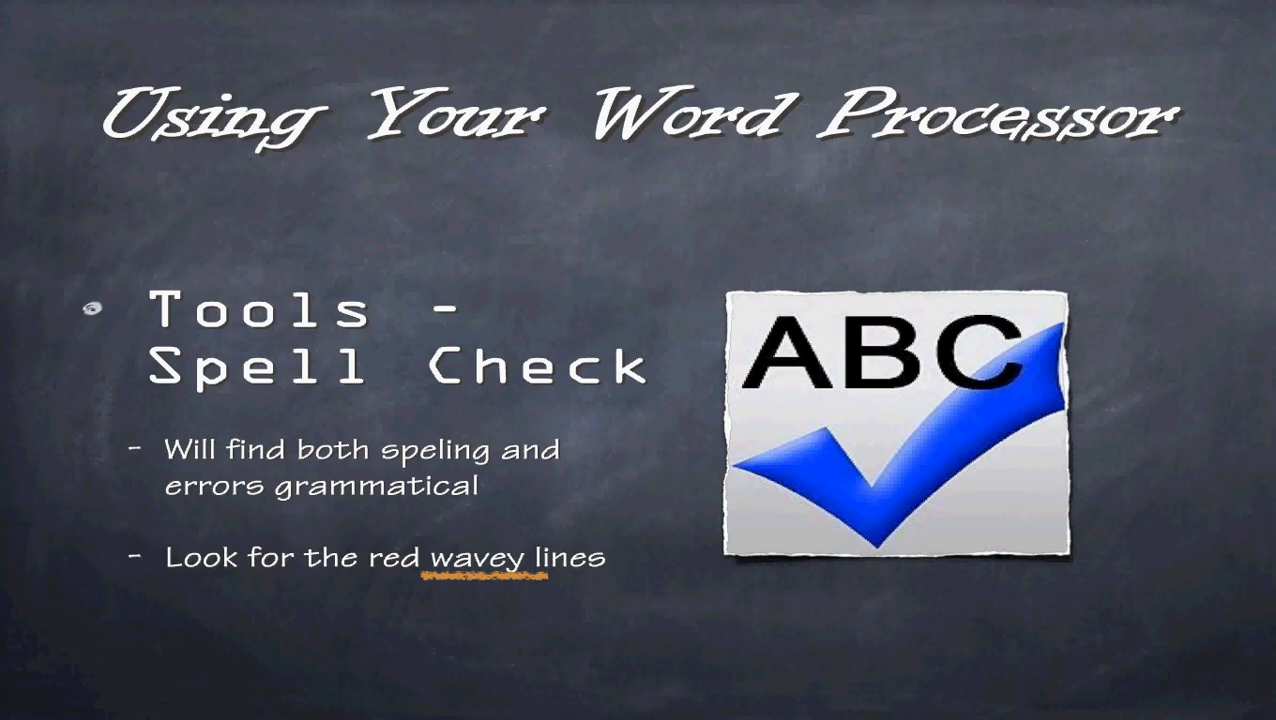 Using Your Word Processor
Tools -
Spell Check
- Will find both speling and
errors grammatical
- Look for the red wavey lines
ABC